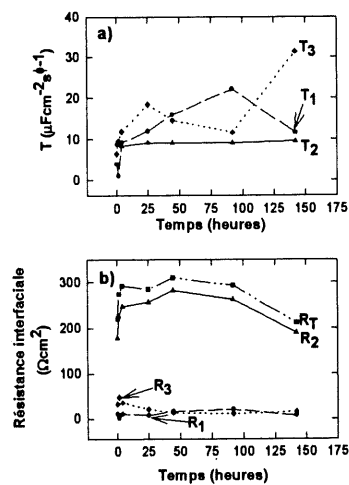 a)
T (µFcm⁻²s^ϕ⁻¹)
40
30
20
10
0
T3
T1
T2
0 25 50 75 100 125 150 175
Temps (heures)
b)
Résistance interfaciale
(Ωcm²)
300
200
100
0
RT
R2
R3
R1
0 25 50 75 100 125 150 175
Temps (heures)